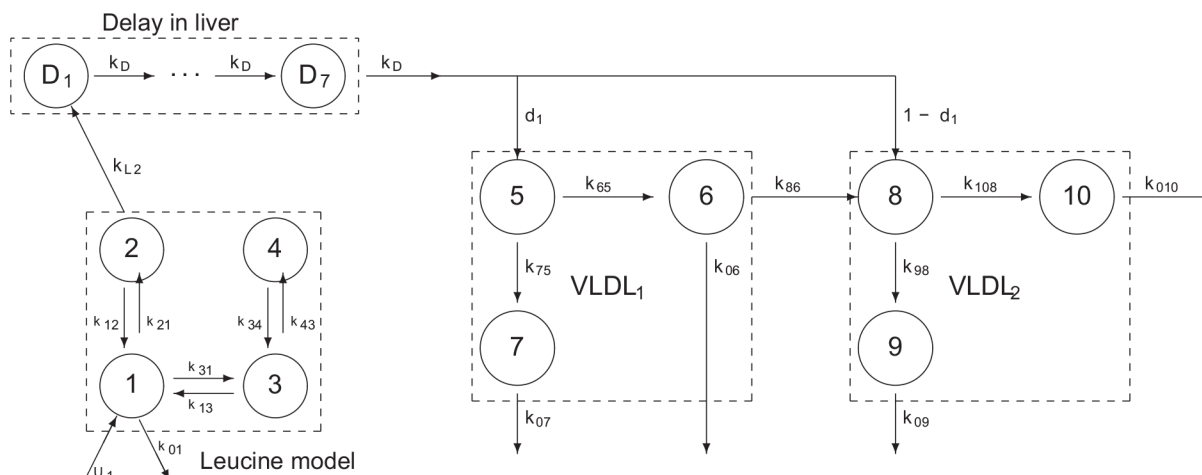 Delay in liver
D1 kD ... kD D7 kD
d1 1 − d1
kL2
5 k65 6 k86 8 k108 10 k010
2 4
k75 k06 k98
VLDL1 VLDL2
k12 k21 k34 k43
7 9
1 k31 3
k13
k07 k09
k01
u1 Leucine model